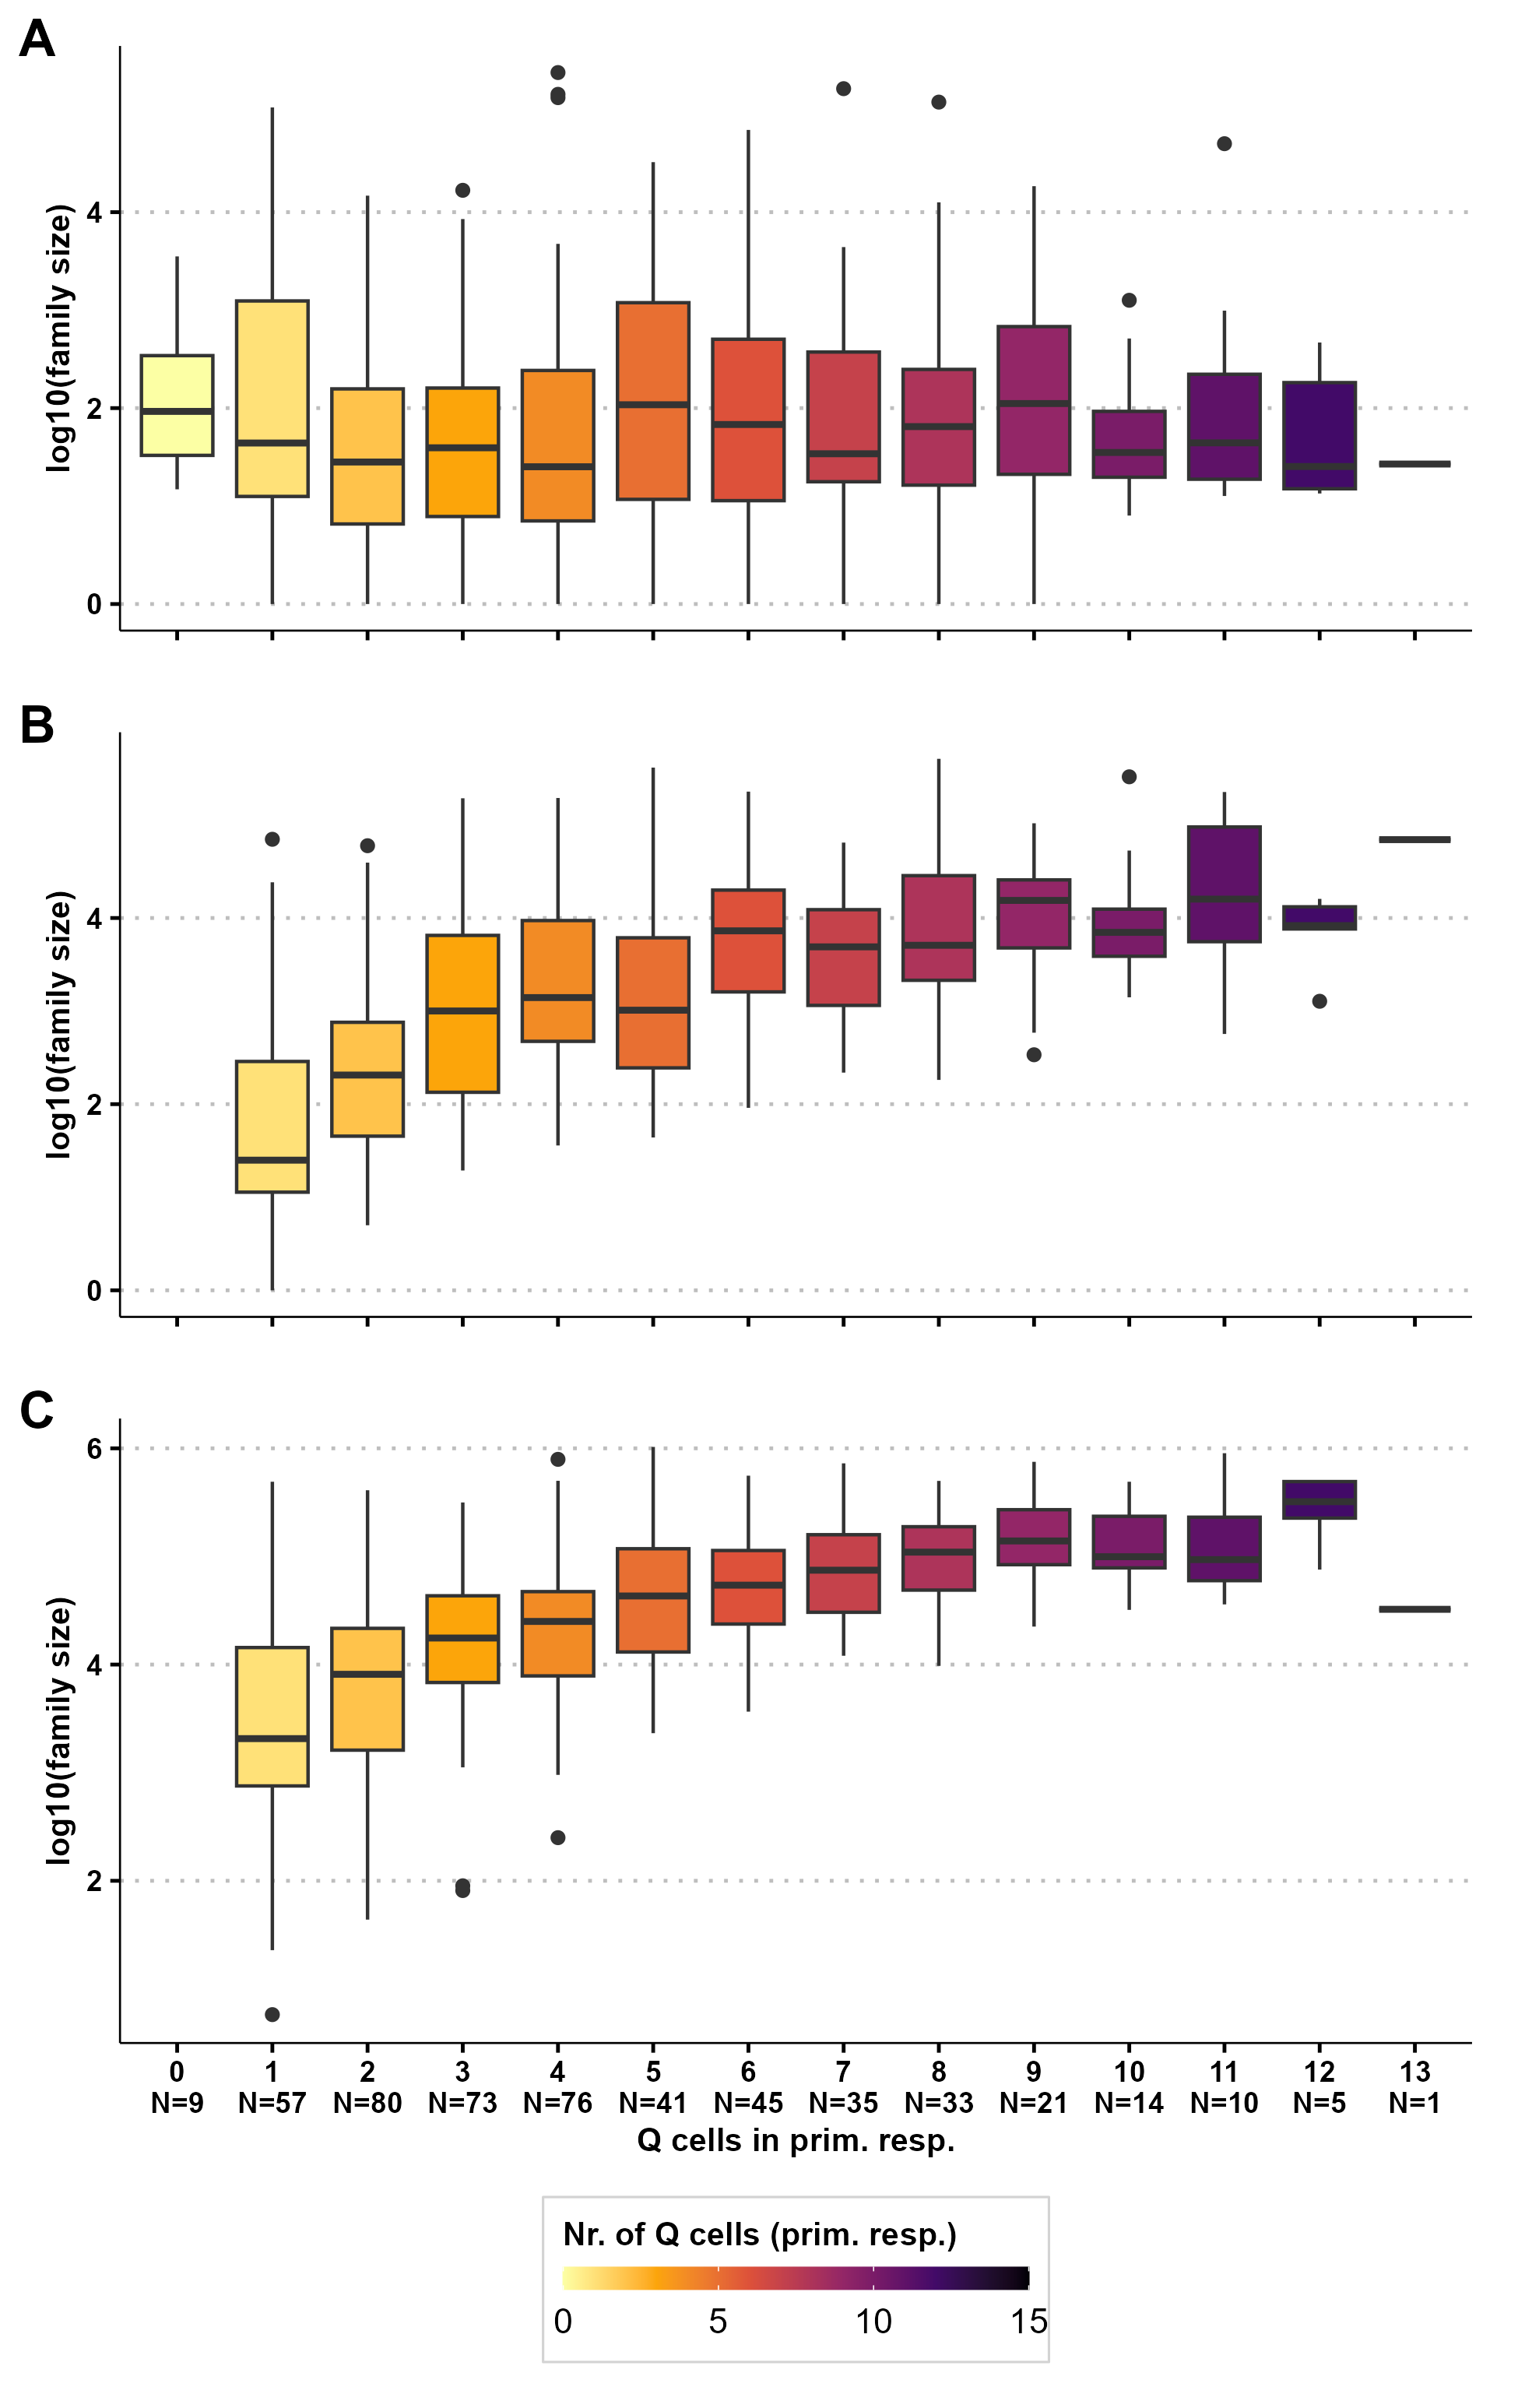 A
log10(family size)
4
2
0
B
log10(family size)
4
2
0
C
log10(family size)
6
4
2
0 1 2 3 4 5 6 7 8 9 10 11 12 13
N=9 N=57 N=80 N=73 N=76 N=41 N=45 N=35 N=33 N=21 N=14 N=10 N=5 N=1
Q cells in prim. resp.
Nr. of Q cells (prim. resp.)
0 5 10 15